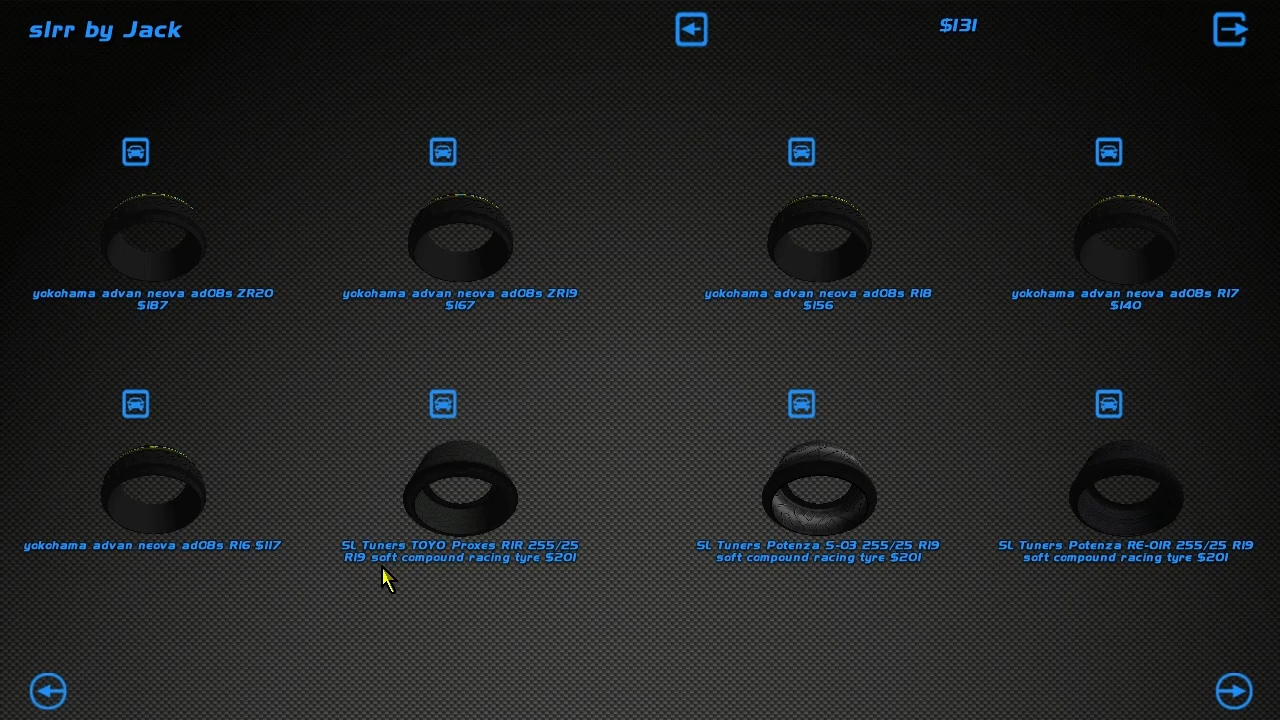 slrr by Jack
$131
yokohama advan neova ad08s ZR20
$187
yokohama advan neova ad08s ZR19
$167
yokohama advan neova ad08s R18
$156
yokohama advan neova ad08s R17
$140
yokohama advan neova ad08s R16 $117
SL Tuners TOYO Proxes R1R 255/25
R19 soft compound racing tyre $201
SL Tuners Potenza S-03 255/25 R19
soft compound racing tyre $201
SL Tuners Potenza RE-01R 255/25 R19
soft compound racing tyre $201